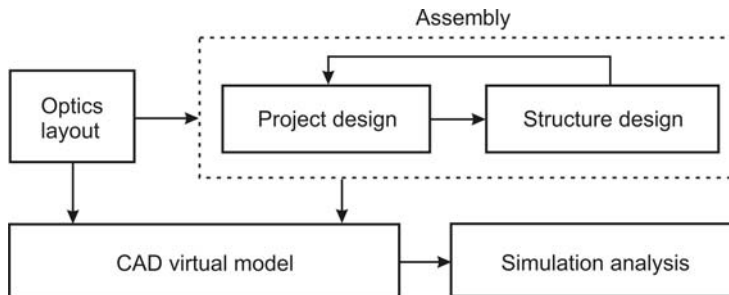 Assembly
Optics
layout
Project design
Structure design
CAD virtual model
Simulation analysis